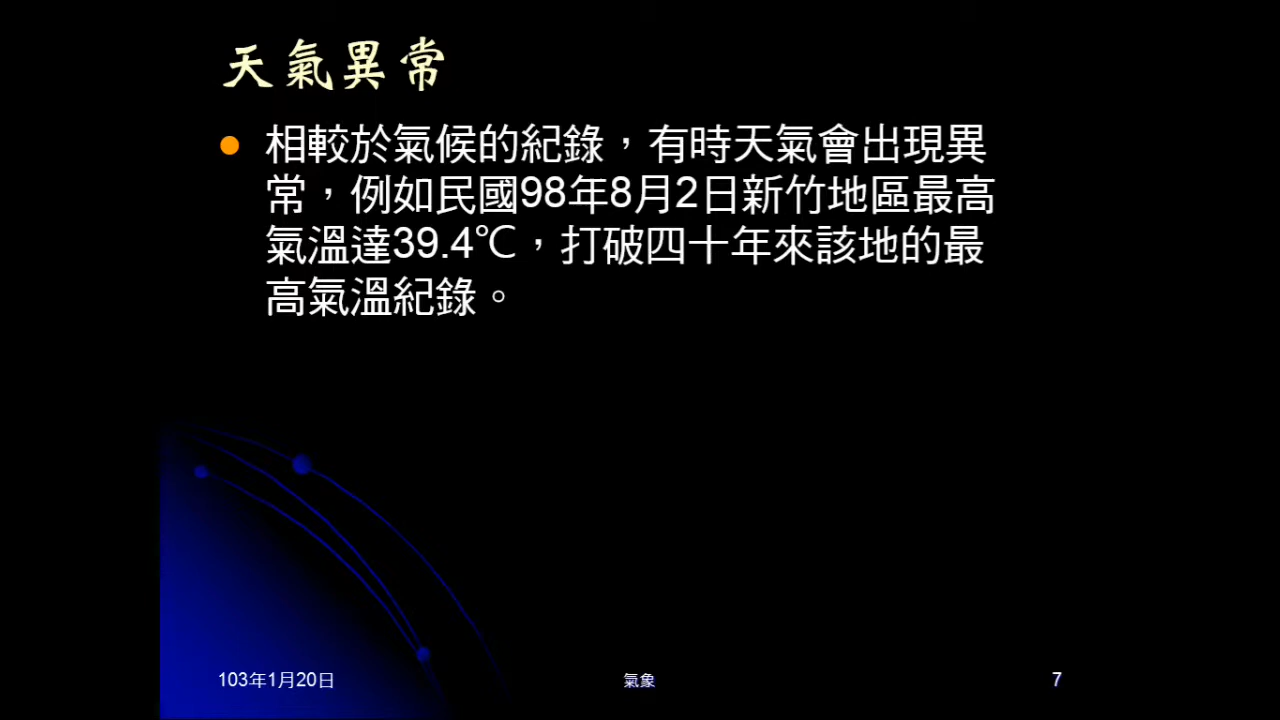 天氣異常
相較於氣候的紀錄，有時天氣會出現異
常，例如民國98年8月2日新竹地區最高
氣溫達39.4℃，打破四十年來該地的最
高氣溫紀錄。
103年1月20日
氣象
7